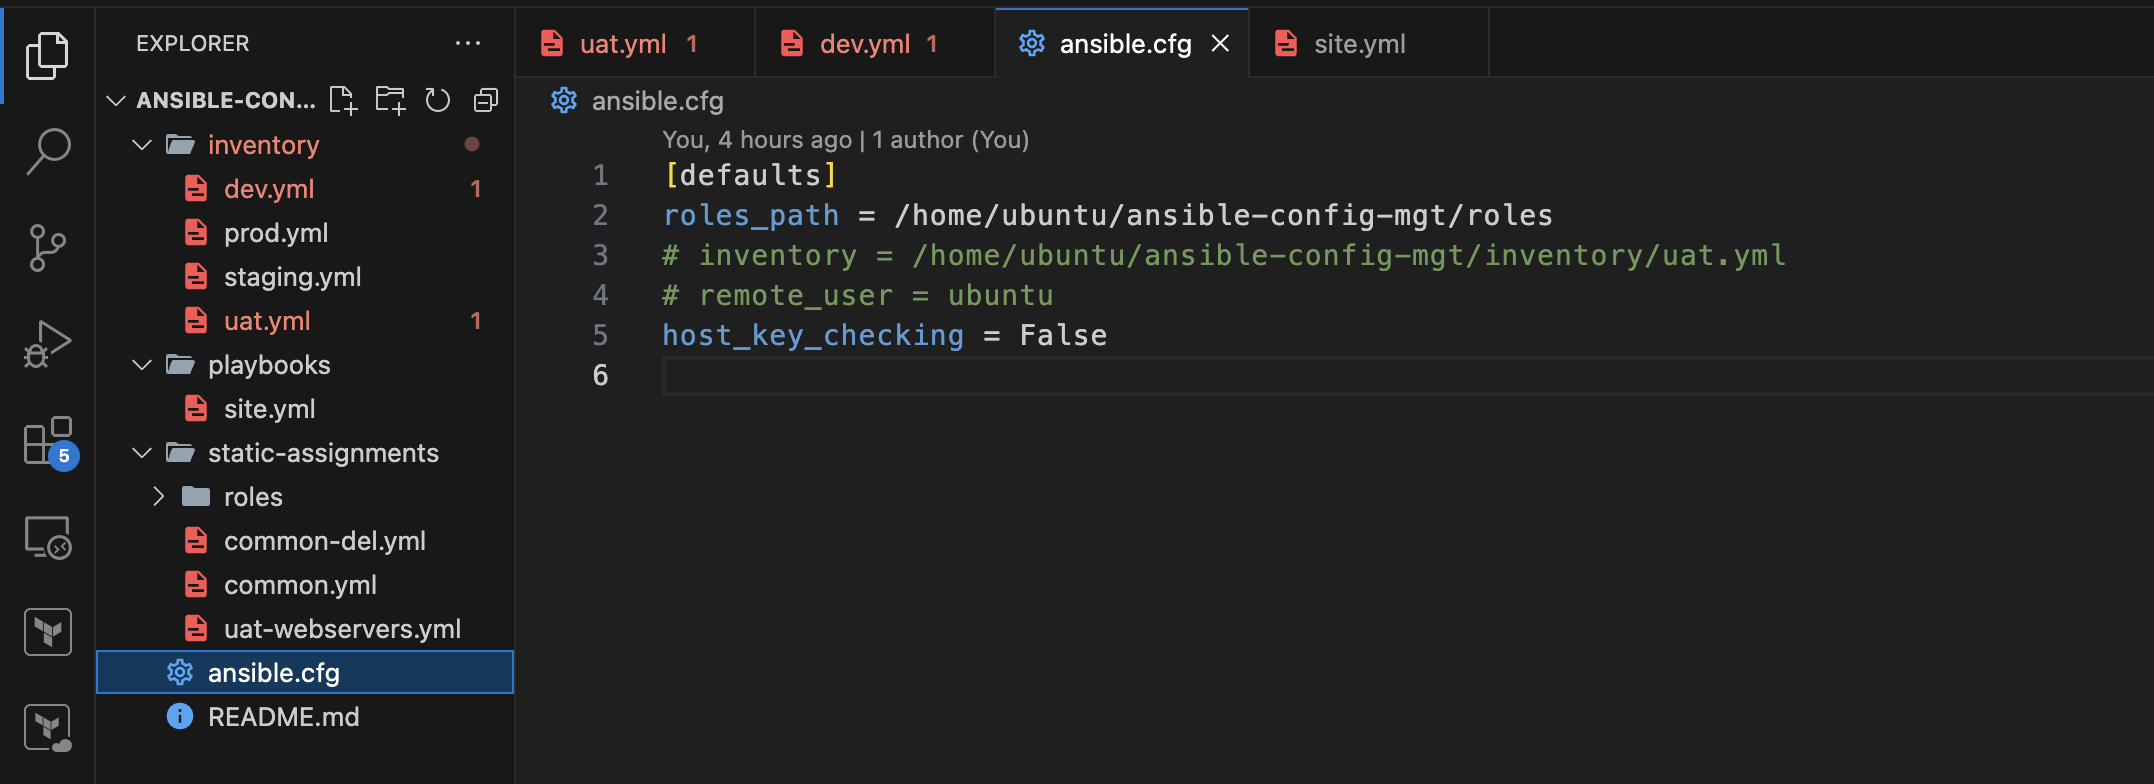 EXPLORER
ANSIBLE-CON...
inventory
dev.yml 1
prod.yml
staging.yml
uat.yml 1
playbooks
site.yml
static-assignments
roles
common-del.yml
common.yml
uat-webservers.yml
ansible.cfg
README.md
5
uat.yml 1
dev.yml 1
ansible.cfg
site.yml
ansible.cfg
You, 4 hours ago | 1 author (You)
1 [defaults]
2 roles_path = /home/ubuntu/ansible-config-mgt/roles
3 # inventory = /home/ubuntu/ansible-config-mgt/inventory/uat.yml
4 # remote_user = ubuntu
5 host_key_checking = False
6